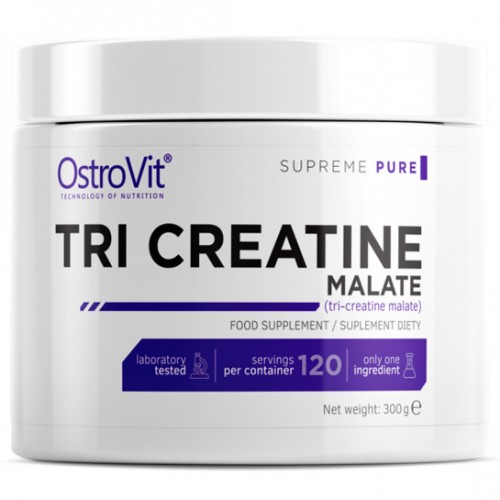 OstroVit®
TECHNOLOGY OF NUTRITION
SUPREME PURE
TRI CREATINE
MALATE
(tri-creatine malate)
FOOD SUPPLEMENT / SUPLEMENT DIETY
laboratory
tested
servings
per container 120
only one
ingredient
Net weight: 300g ℮